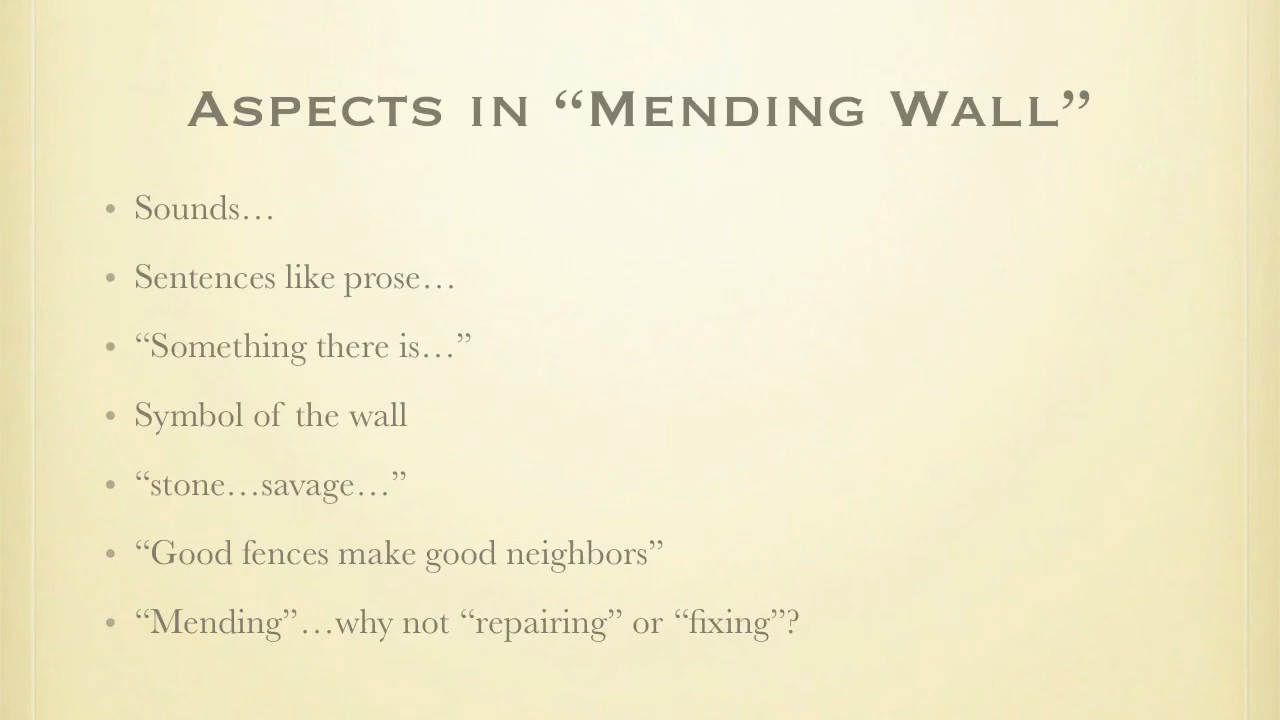 Aspects in “Mending Wall”
• Sounds…
• Sentences like prose…
• “Something there is…”
• Symbol of the wall
• “stone…savage…”
• “Good fences make good neighbors”
• “Mending”…why not “repairing” or “fixing”?